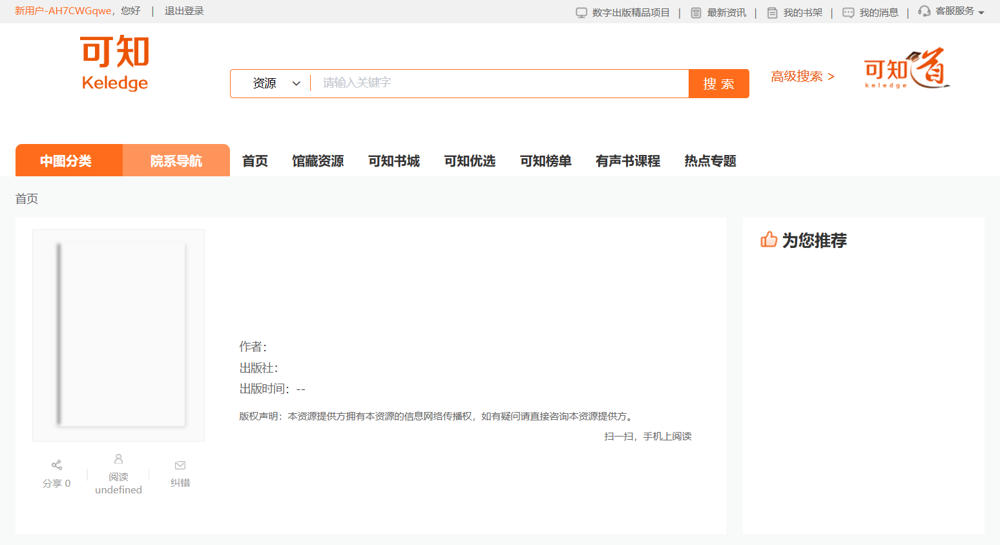 新用户-AH7CWGqwe，您好 | 退出登录
数字出版精品项目 | 最新资讯 | 我的书架 | 我的消息 | 客服服务
可知
Keledge
资源 请输入关键字 搜 索
高级搜索 >
可知道
keledge
中图分类 院系导航 首页 馆藏资源 可知书城 可知优选 可知榜单 有声书课程 热点专题
首页
为您推荐
作者：
出版社：
出版时间：--
版权声明：本资源提供方拥有本资源的信息网络传播权，如有疑问请直接咨询本资源提供方。
扫一扫，手机上阅读
分享 0
阅读
undefined
纠错